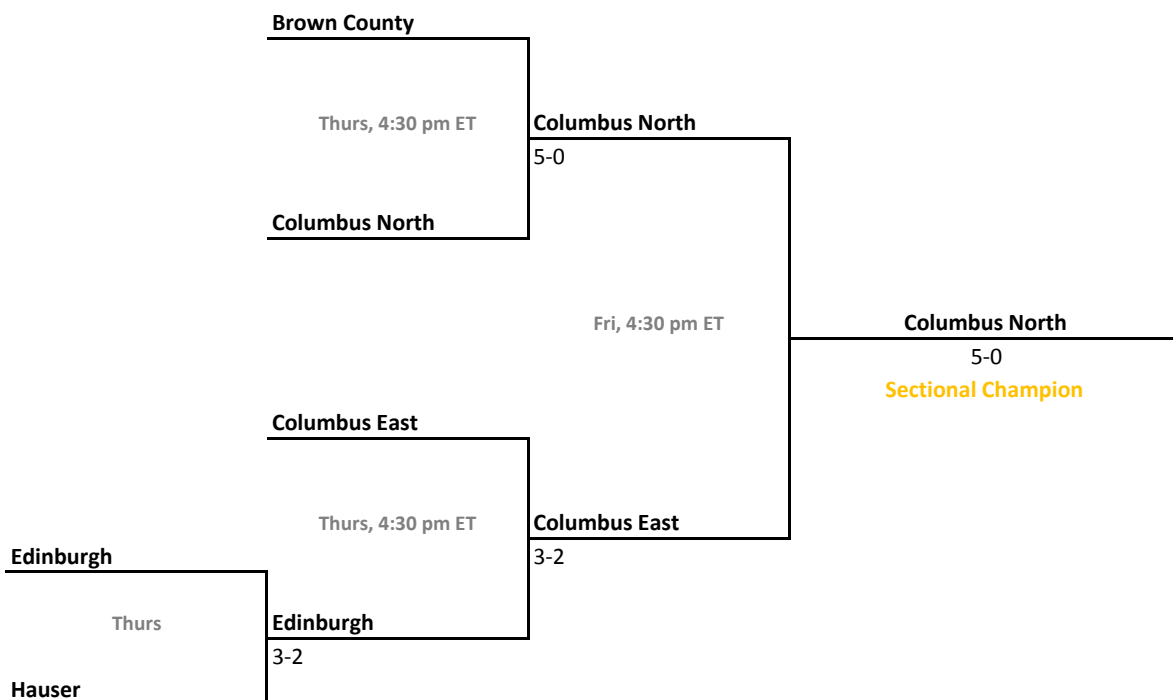 Brown County
Thurs, 4:30 pm ET
Columbus North
5-0
Columbus North
Fri, 4:30 pm ET
Columbus North
5-0
Sectional Champion
Columbus East
Thurs, 4:30 pm ET
Columbus East
3-2
Edinburgh
Thurs
Edinburgh
3-2
Hauser